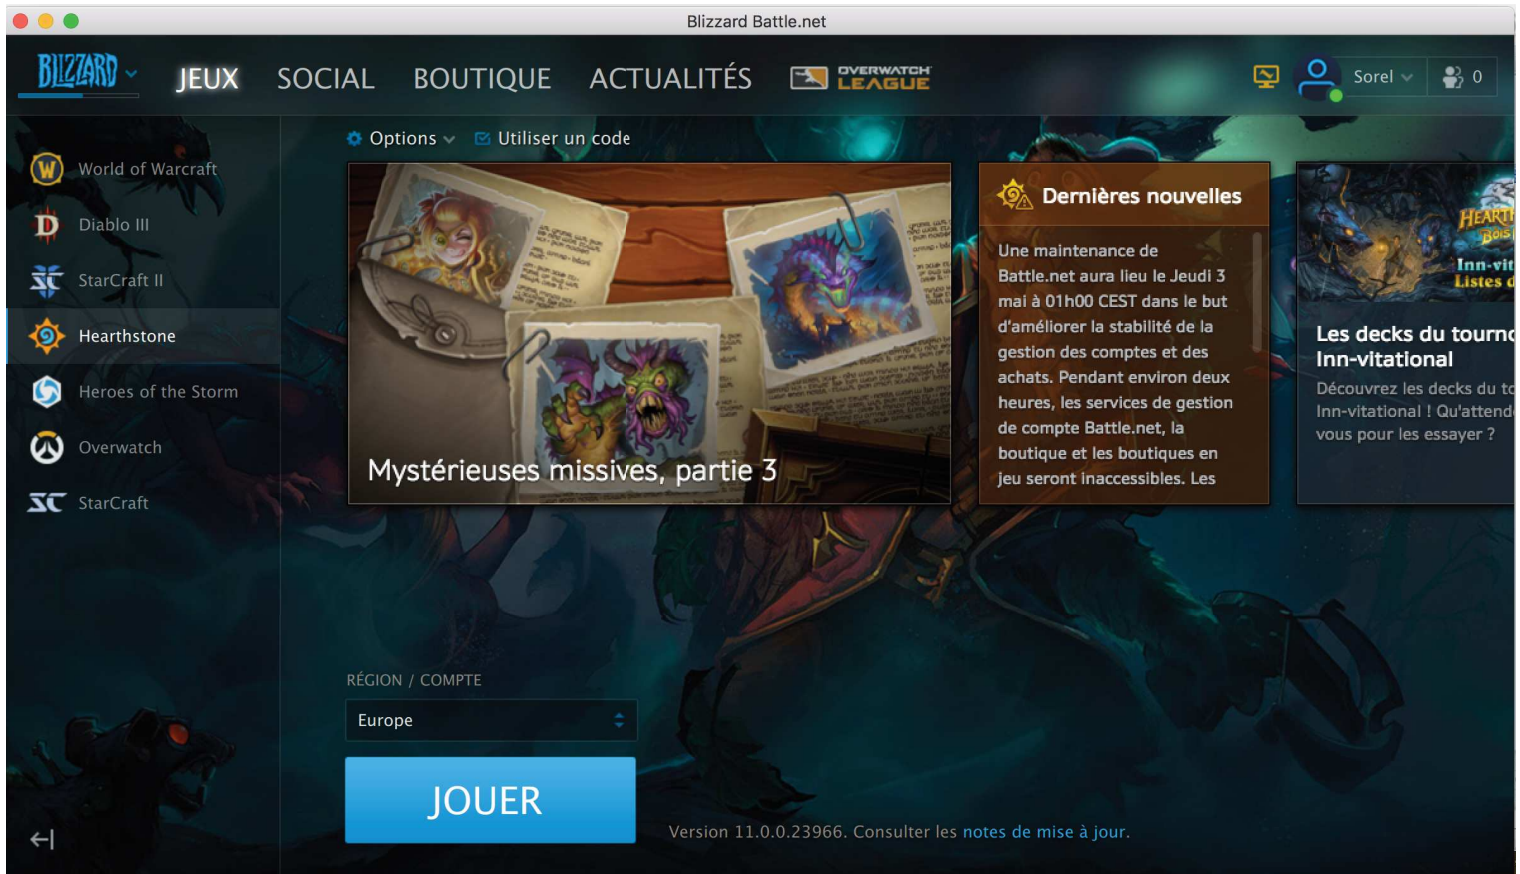 Blizzard Battle.net
BLIZZARD
JEUX
SOCIAL
BOUTIQUE
ACTUALITÉS
OVERWATCH
LEAGUE
Sorel
0
World of Warcraft
Diablo III
StarCraft II
Hearthstone
Heroes of the Storm
Overwatch
StarCraft
Options
Utiliser un code
Mystérieuses missives, partie 3
Dernières nouvelles
Une maintenance de
Battle.net aura lieu le Jeudi 3
mai à 01h00 CEST dans le but
d'améliorer la stabilité de la
gestion des comptes et des
achats. Pendant environ deux
heures, les services de gestion
de compte Battle.net, la
boutique et les boutiques en
jeu seront inaccessibles. Les
Inn-vit
Listes d
Les decks du tourno
Inn-vitational
Découvrez les decks du to
Inn-vitational ! Qu'attend
vous pour les essayer ?
RÉGION / COMPTE
Europe
JOUER
Version 11.0.0.23966. Consulter les notes de mise à jour.